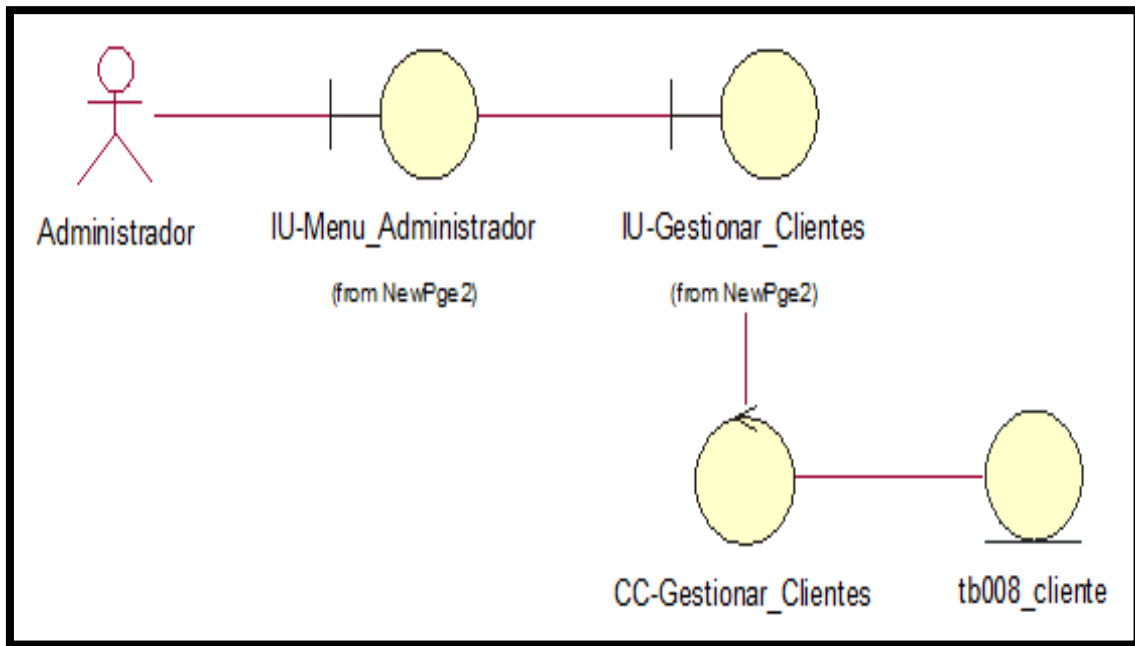 Administrador
IU-Menu_Administrador
(from NewPge2)
IU-Gestionar_Clientes
(from NewPge2)
CC-Gestionar_Clientes
tb008_cliente